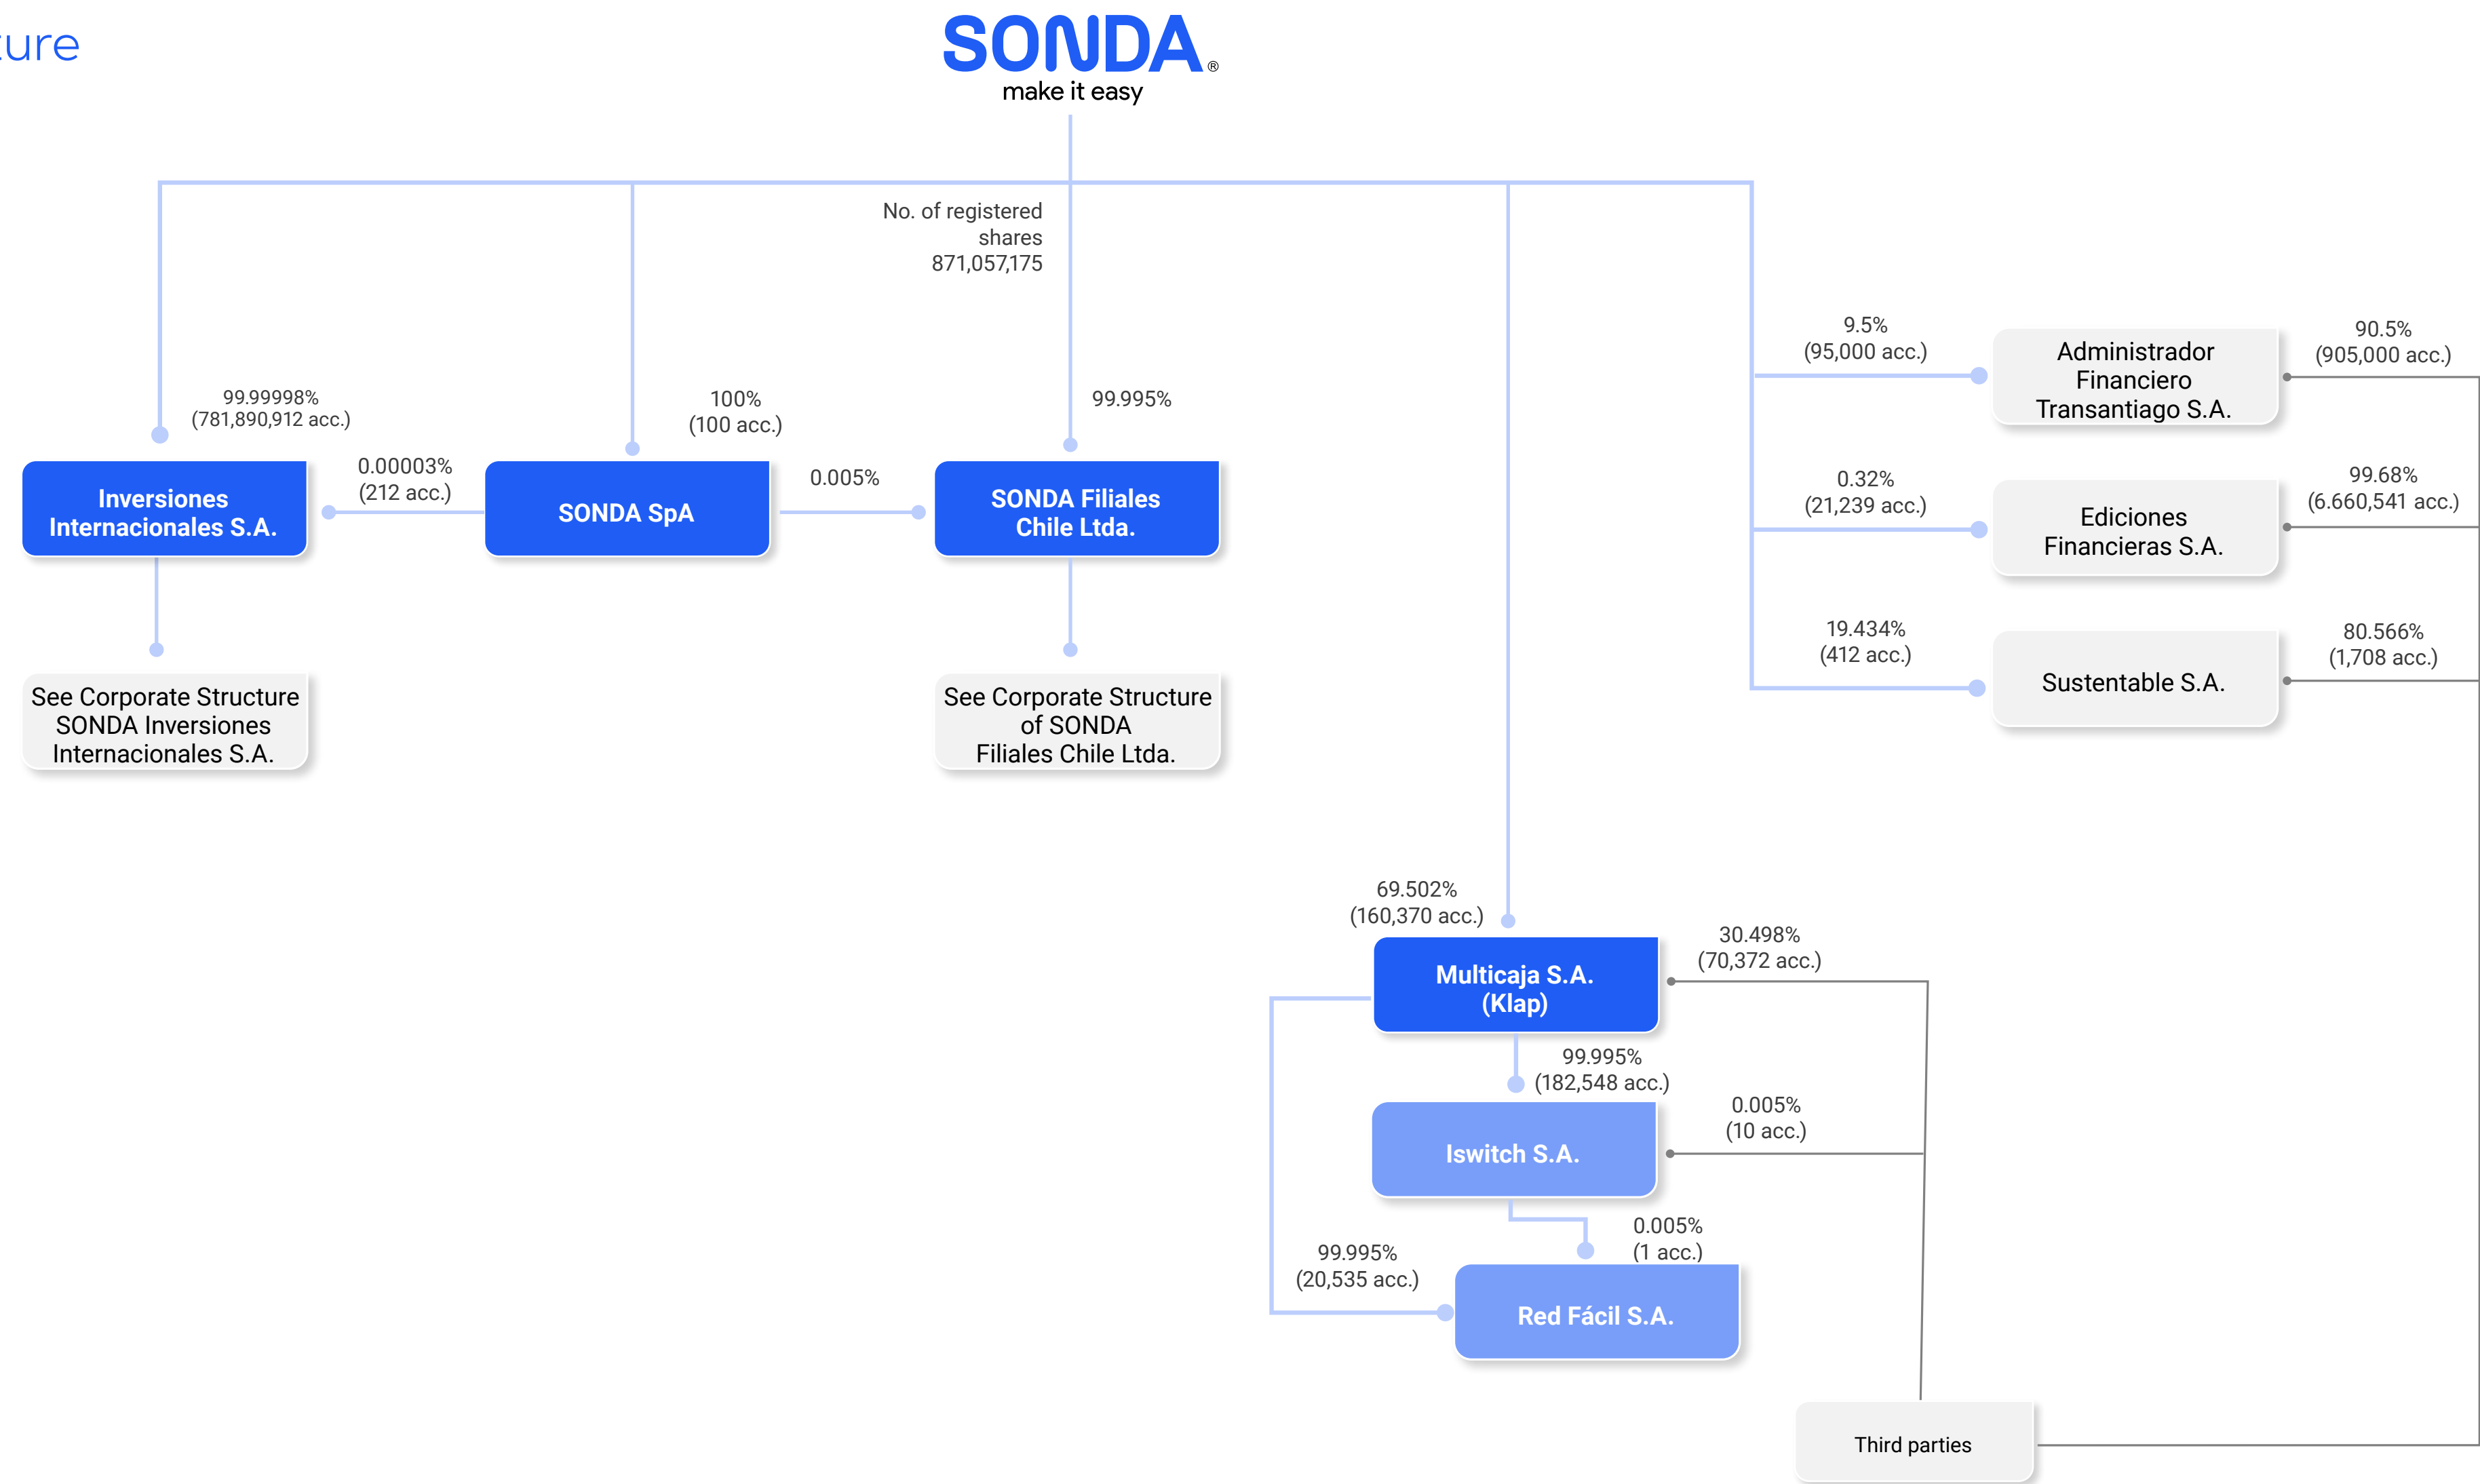 ture
SONDA®
make it easy
No. of registered
shares
871,057,175
99.99998%
(781,890,912 acc.)
100%
(100 acc.)
99.995%
0.00003%
(212 acc.)
0.005%
Inversiones
Internacionales S.A.
SONDA SpA
SONDA Filiales
Chile Ltda.
See Corporate Structure
SONDA Inversiones
Internacionales S.A.
See Corporate Structure
of SONDA
Filiales Chile Ltda.
9.5%
(95,000 acc.)
Administrador
Financiero
Transantiago S.A.
90.5%
(905,000 acc.)
0.32%
(21,239 acc.)
Ediciones
Financieras S.A.
99.68%
(6.660,541 acc.)
19.434%
(412 acc.)
Sustentable S.A.
80.566%
(1,708 acc.)
69.502%
(160,370 acc.)
Multicaja S.A.
(Klap)
30.498%
(70,372 acc.)
99.995%
(182,548 acc.)
Iswitch S.A.
0.005%
(10 acc.)
0.005%
(1 acc.)
99.995%
(20,535 acc.)
Red Fácil S.A.
Third parties